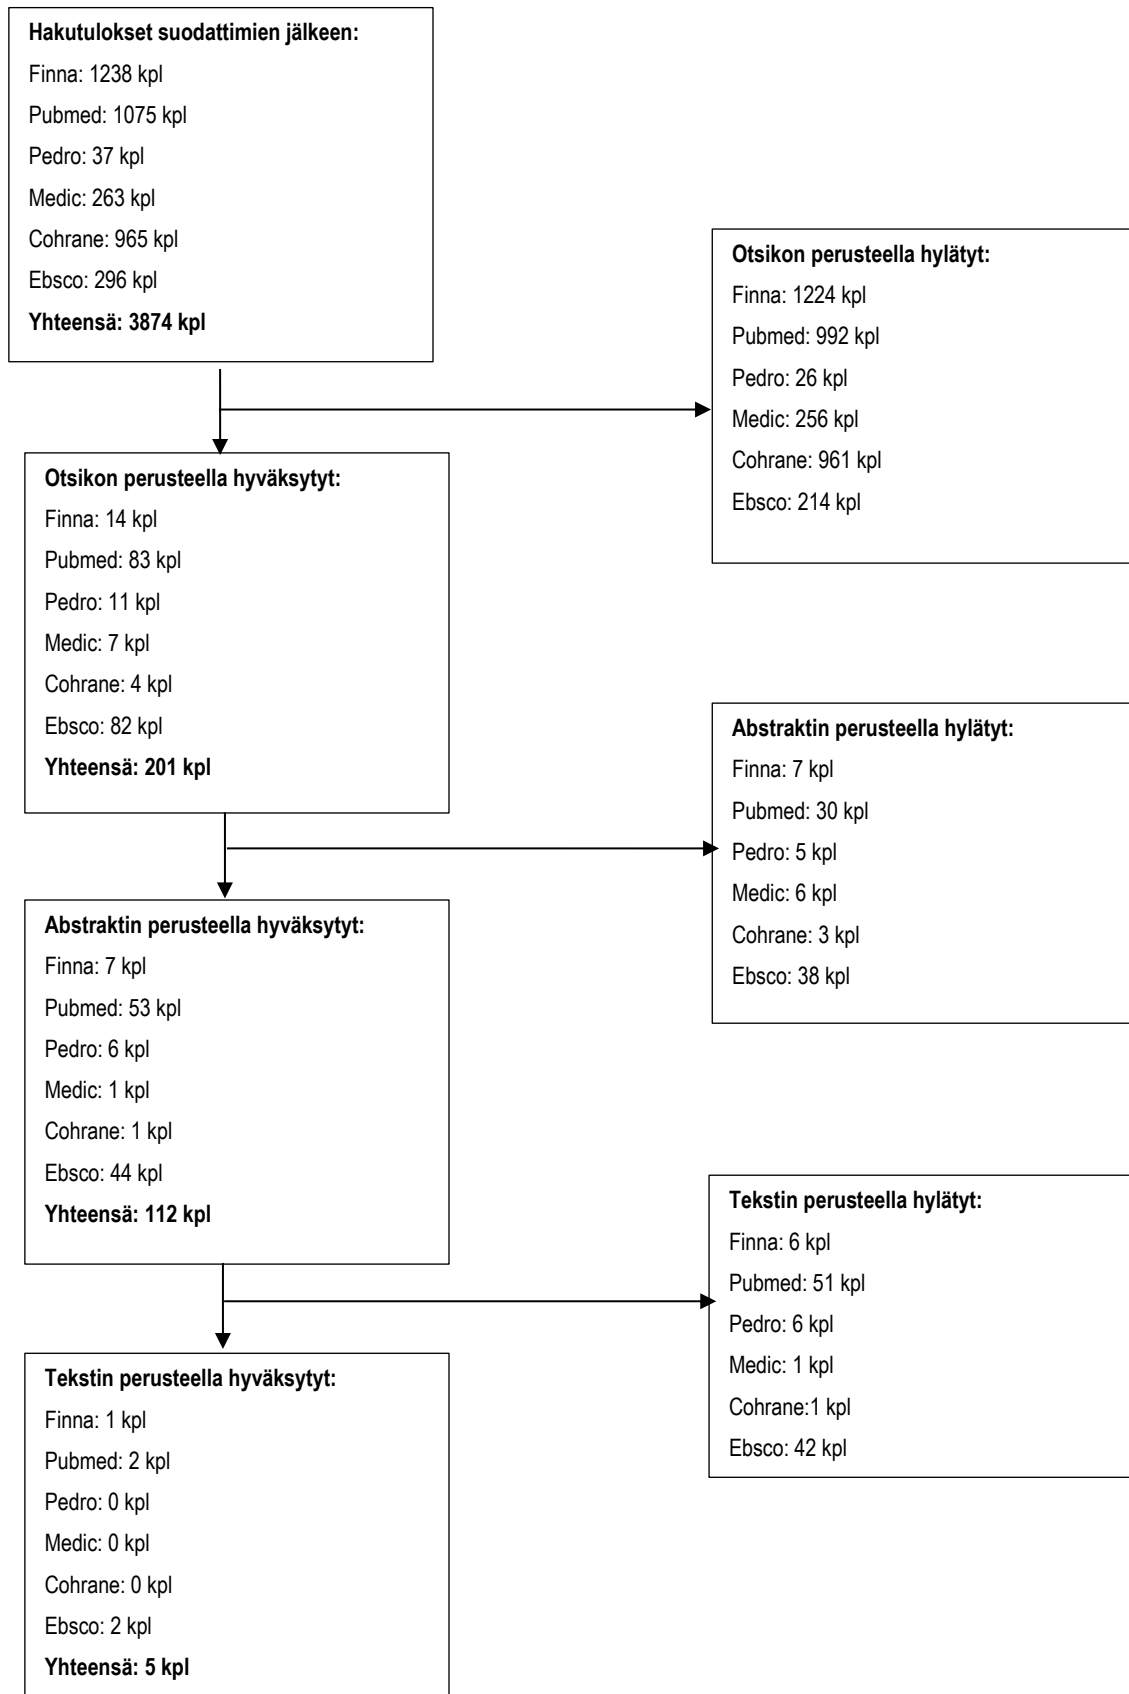 Hakutulokset suodattimien jälkeen:
Finna: 1238 kpl
Pubmed: 1075 kpl
Pedro: 37 kpl
Medic: 263 kpl
Cohrane: 965 kpl
Ebsco: 296 kpl
Yhteensä: 3874 kpl
Otsikon perusteella hylätyt:
Finna: 1224 kpl
Pubmed: 992 kpl
Pedro: 26 kpl
Medic: 256 kpl
Cohrane: 961 kpl
Ebsco: 214 kpl
Otsikon perusteella hyväksytyt:
Finna: 14 kpl
Pubmed: 83 kpl
Pedro: 11 kpl
Medic: 7 kpl
Cohrane: 4 kpl
Ebsco: 82 kpl
Yhteensä: 201 kpl
Abstraktin perusteella hylätyt:
Finna: 7 kpl
Pubmed: 30 kpl
Pedro: 5 kpl
Medic: 6 kpl
Cohrane: 3 kpl
Ebsco: 38 kpl
Abstraktin perusteella hyväksytyt:
Finna: 7 kpl
Pubmed: 53 kpl
Pedro: 6 kpl
Medic: 1 kpl
Cohrane: 1 kpl
Ebsco: 44 kpl
Yhteensä: 112 kpl
Tekstin perusteella hylätyt:
Finna: 6 kpl
Pubmed: 51 kpl
Pedro: 6 kpl
Medic: 1 kpl
Cohrane:1 kpl
Ebsco: 42 kpl
Tekstin perusteella hyväksytyt:
Finna: 1 kpl
Pubmed: 2 kpl
Pedro: 0 kpl
Medic: 0 kpl
Cohrane: 0 kpl
Ebsco: 2 kpl
Yhteensä: 5 kpl